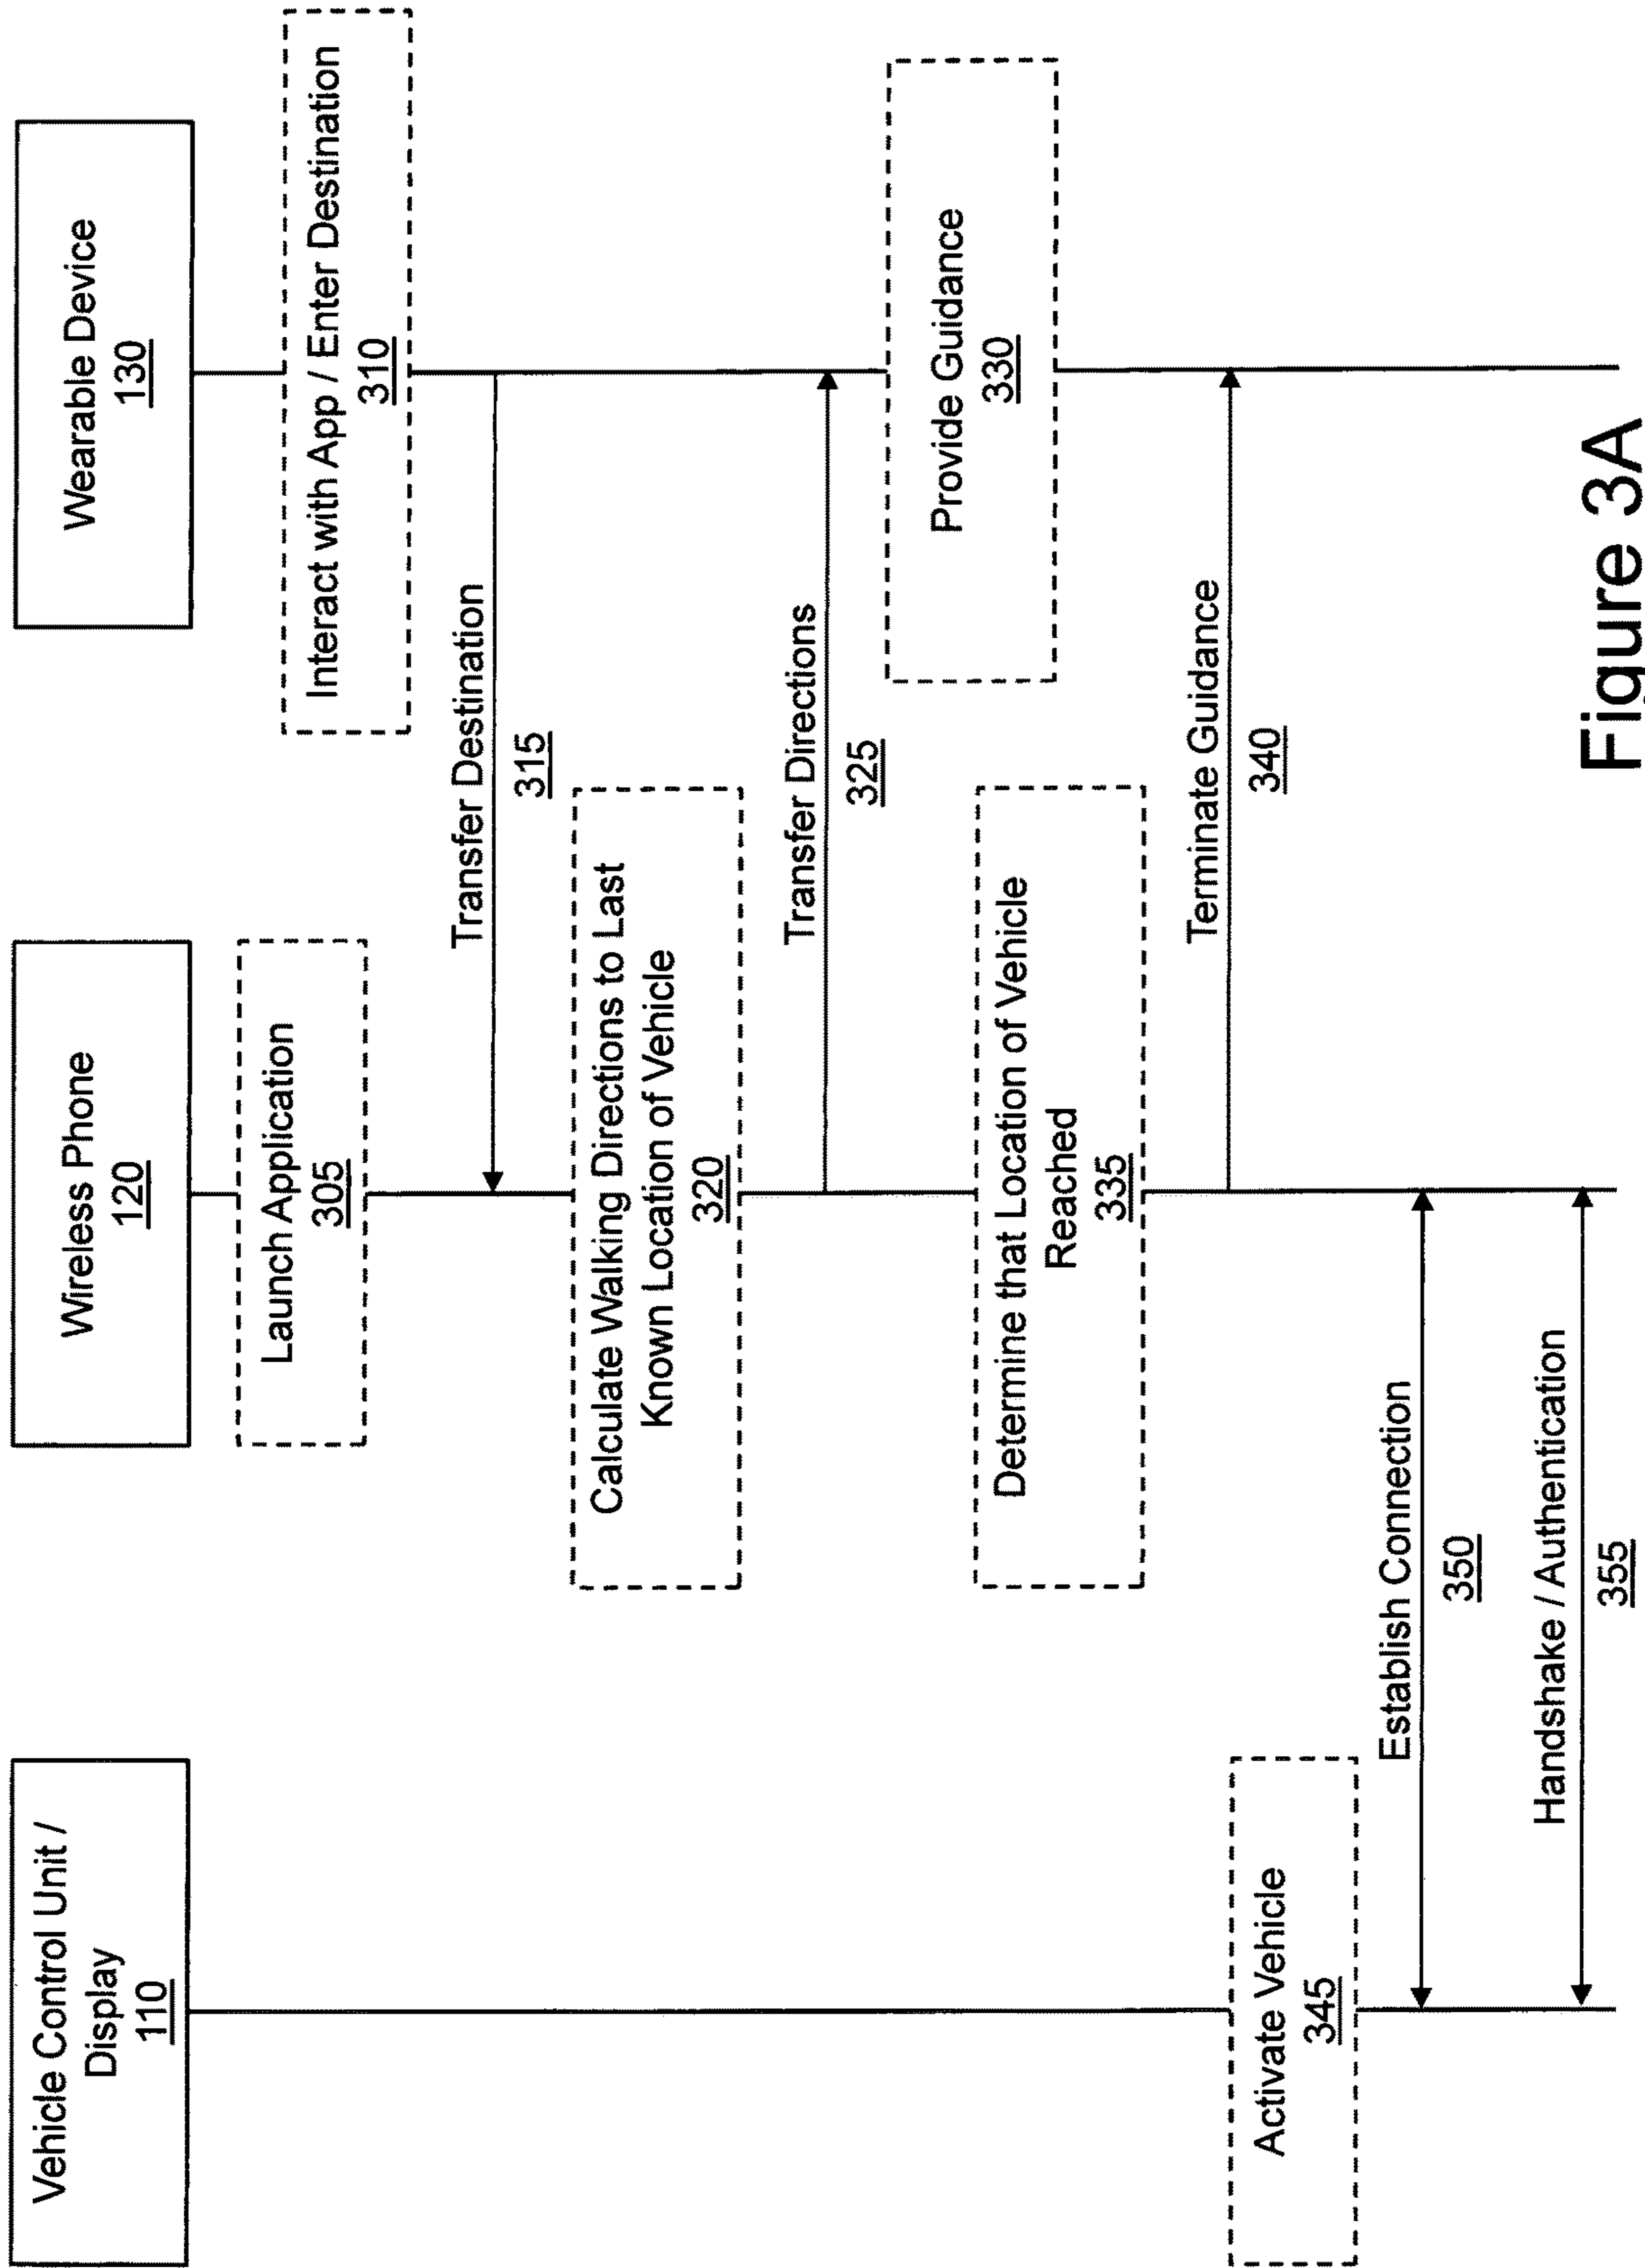 Vehicle Control Unit /
Display
110
Wireless Phone
120
Wearable Device
130
Launch Application
305
Interact with App / Enter Destination
310
Transfer Destination
315
Calculate Walking Directions to Last
Known Location of Vehicle
320
Transfer Directions
325
Provide Guidance
330
Determine that Location of Vehicle
Reached
335
Terminate Guidance
340
Activate Vehicle
345
Establish Connection
350
Handshake / Authentication
355
Figure 3A